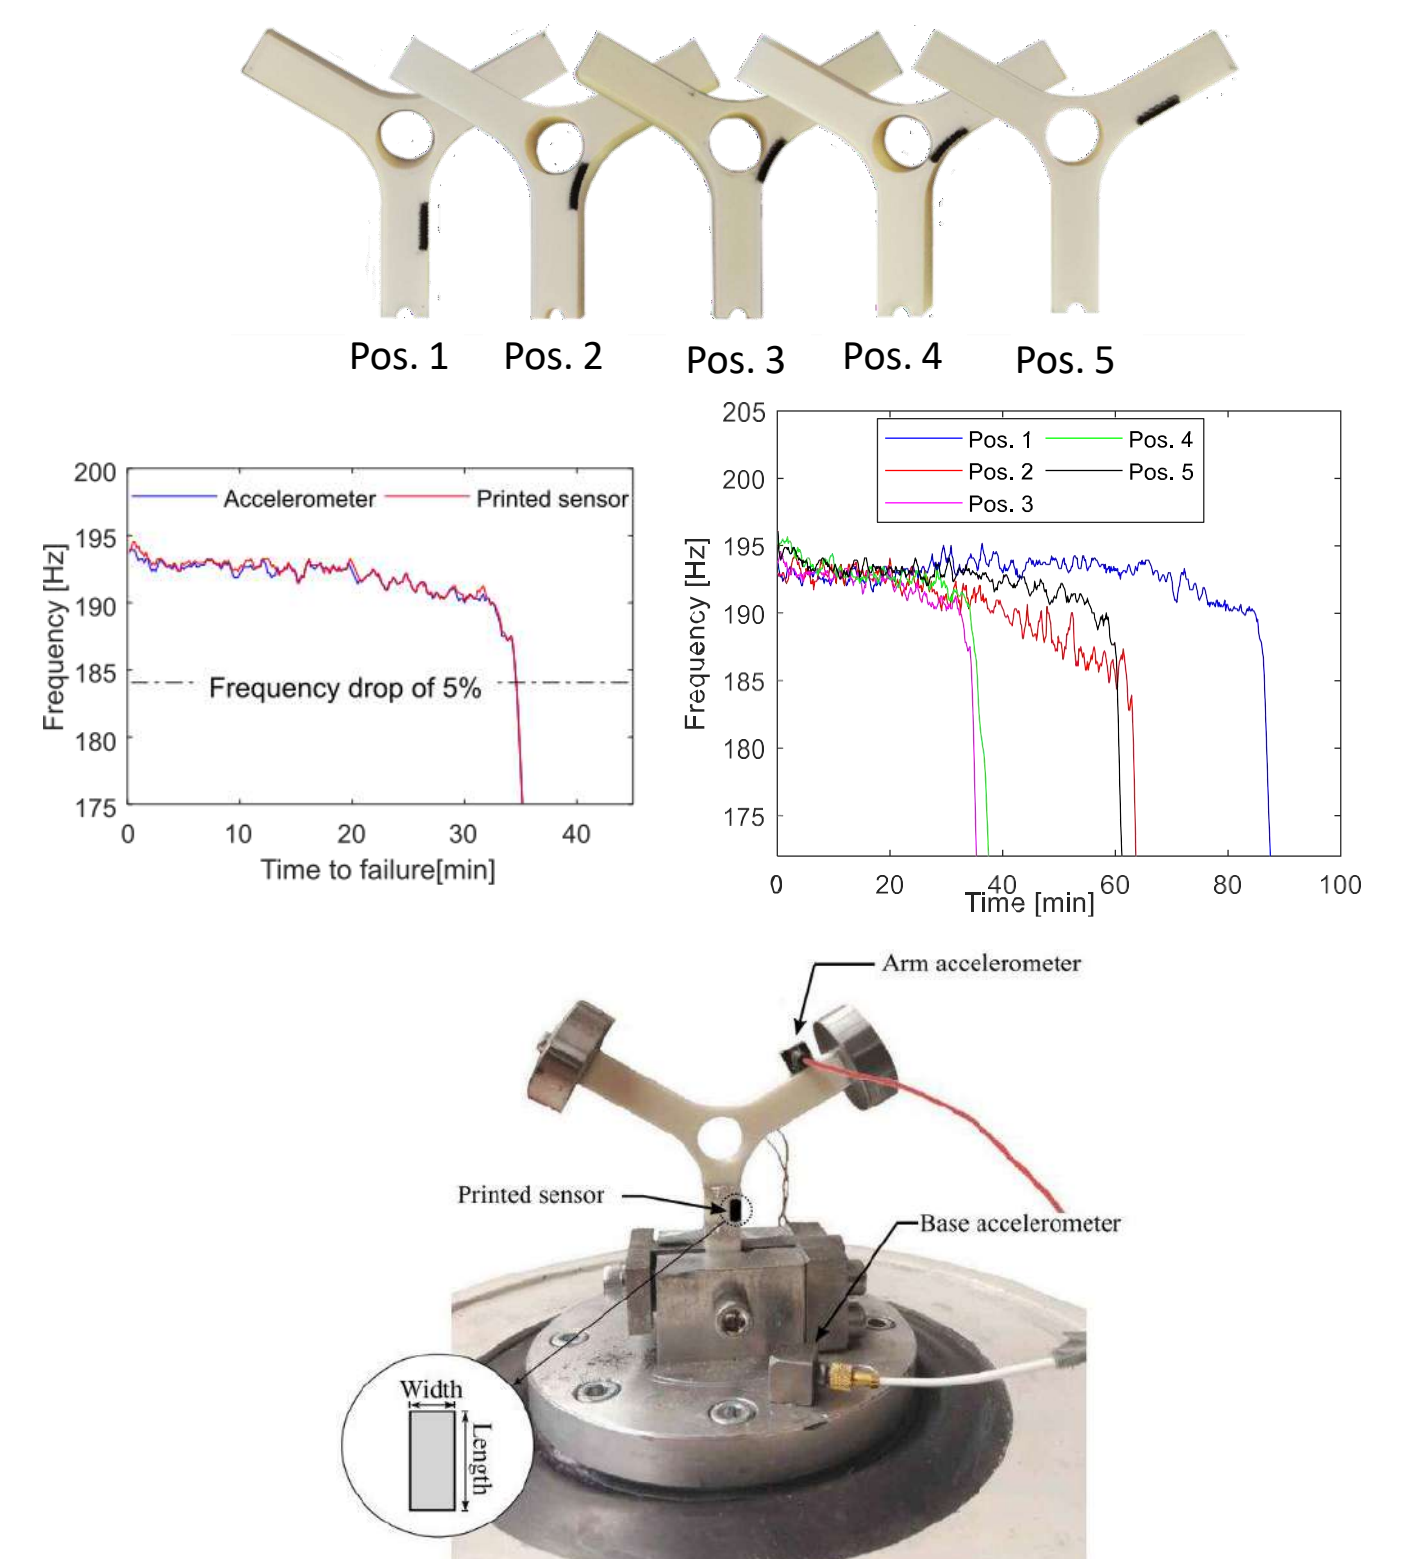 Pos. 1 Pos. 2 Pos. 3 Pos. 4 Pos. 5
200
195
190
185
180
175
Frequency [Hz]
Accelerometer Printed sensor
Frequency drop of 5%
0 10 20 30 40
Time to failure[min]
205
200
195
190
185
180
175
Frequency [Hz]
Pos. 1 Pos. 4
Pos. 2 Pos. 5
Pos. 3
0 20 40 60 80 100
Time [min]
Arm accelerometer
Printed sensor
Base accelerometer
Width
Length